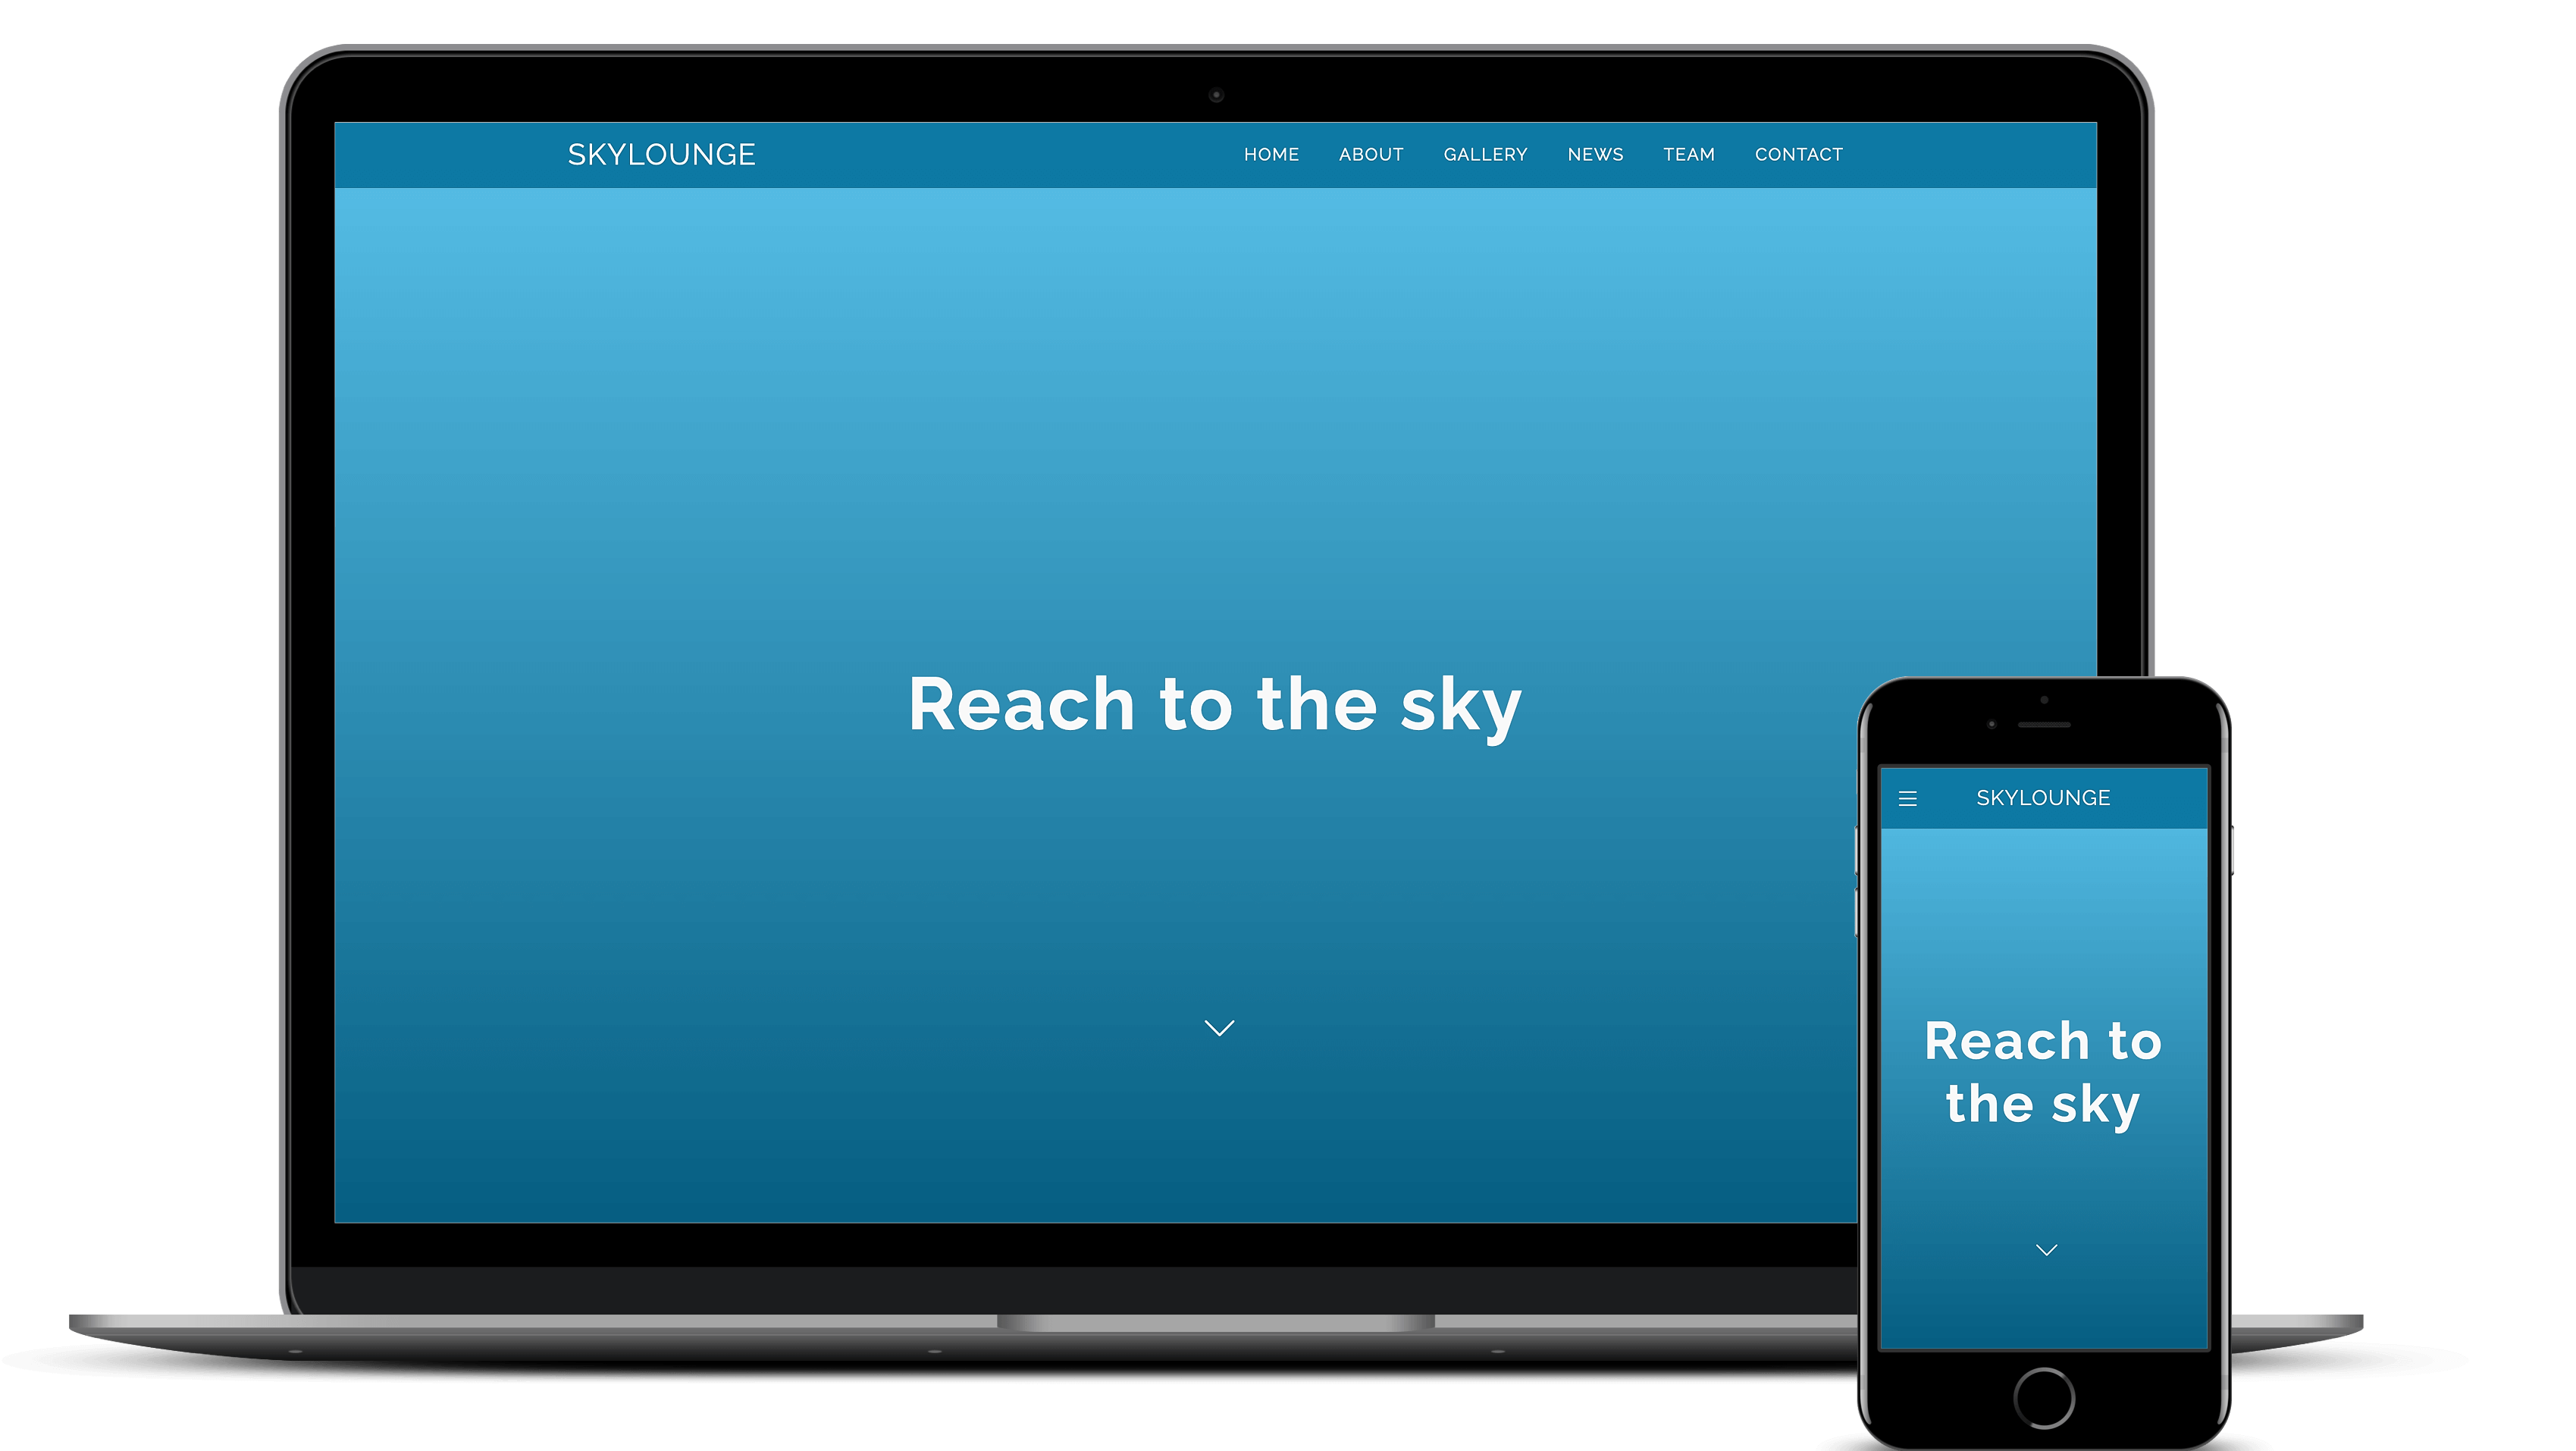 SKYLOUNGE HOME ABOUT GALLERY NEWS TEAM CONTACT
Reach to the sky
SKYLOUNGE
Reach to
the sky